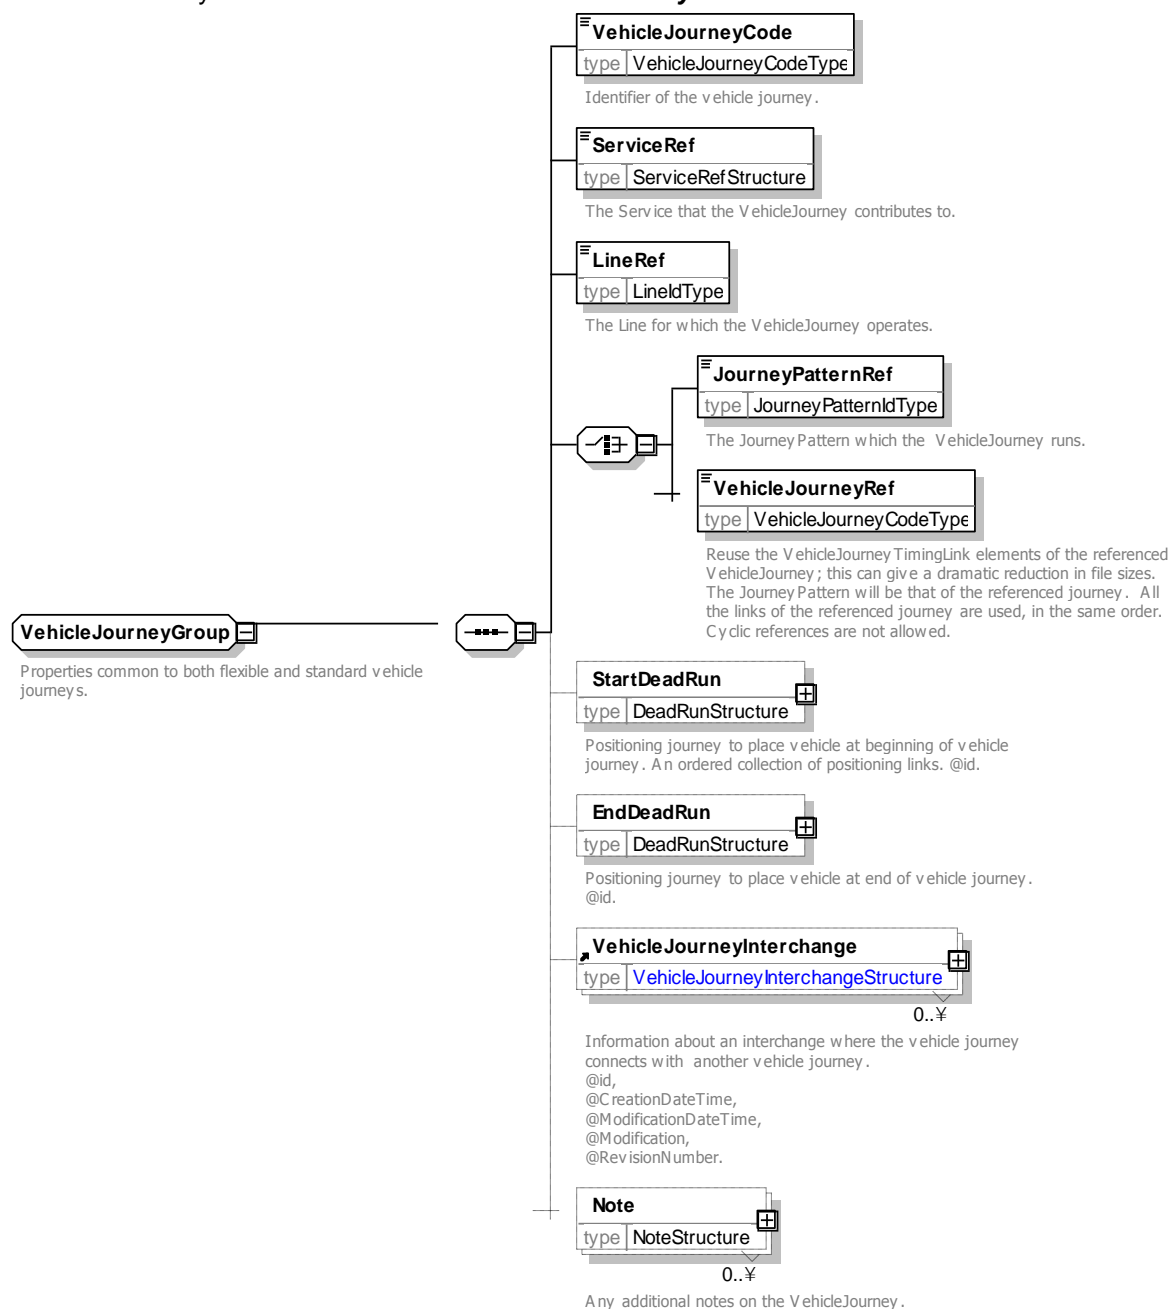 VehicleJourneyCode
type VehicleJourneyCodeType
Identifier of the vehicle journey.
ServiceRef
type ServiceRefStructure
The Service that the VehicleJourney contributes to.
LineRef
type LineIdType
The Line for which the VehicleJourney operates.
JourneyPatternRef
type JourneyPatternIdType
The JourneyPattern which the VehicleJourney runs.
VehicleJourneyRef
type VehicleJourneyCodeType
Reuse the VehicleJourneyTimingLink elements of the referenced
VehicleJourney; this can give a dramatic reduction in file sizes.
The JourneyPattern will be that of the referenced journey. All
the links of the referenced journey are used, in the same order.
Cyclic references are not allowed.
VehicleJourneyGroup
Properties common to both flexible and standard vehicle
journeys.
StartDeadRun
type DeadRunStructure
Positioning journey to place vehicle at beginning of vehicle
journey. An ordered collection of positioning links. @id.
EndDeadRun
type DeadRunStructure
Positioning journey to place vehicle at end of vehicle journey.
@id.
VehicleJourneyInterchange
type VehicleJourneyInterchangeStructure
0..¥
Information about an interchange where the vehicle journey
connects with another vehicle journey.
@id,
@CreationDateTime,
@ModificationDateTime,
@Modification,
@RevisionNumber.
Note
type NoteStructure
0..¥
Any additional notes on the VehicleJourney.